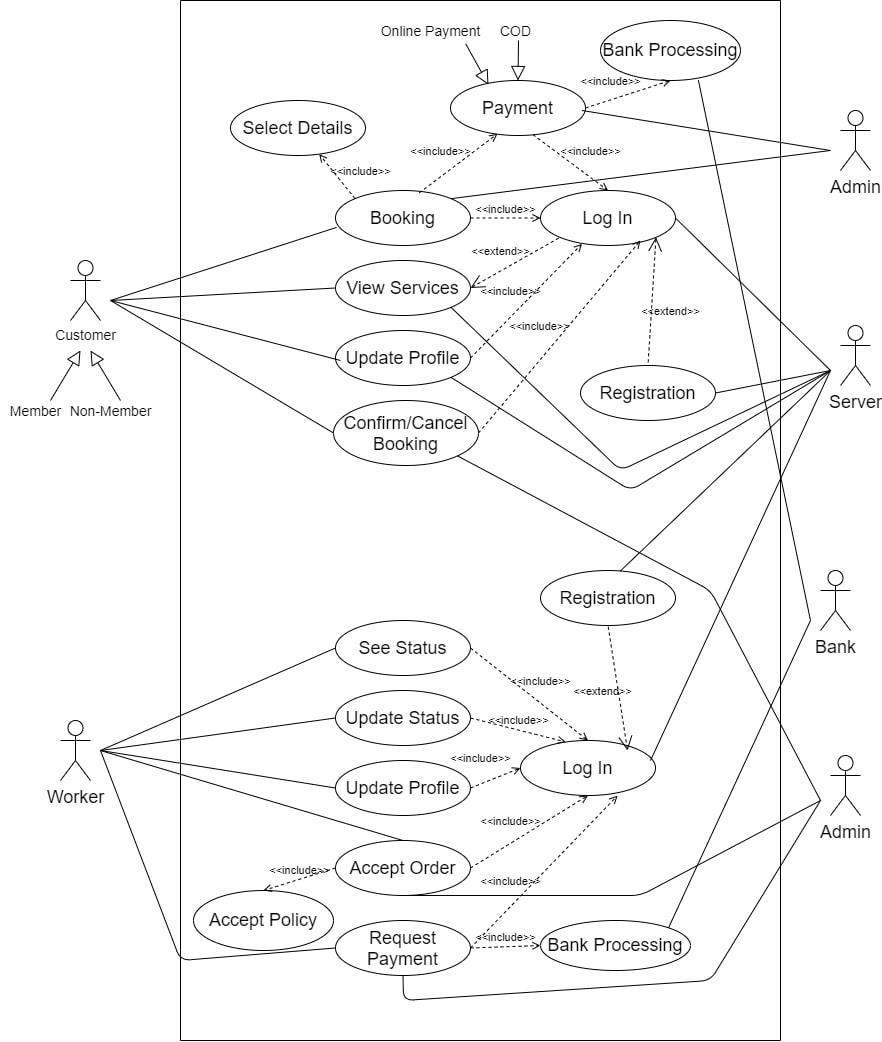 Online Payment
COD
Bank Processing
<<include>>
Payment
Select Details
<<include>>
<<include>>
<<include>>
Admin
Booking
<<include>>
Log In
<<extend>>
View Services
<<include>>
<<include>>
<<extend>>
Customer
Update Profile
Member
Non-Member
Registration
Server
Confirm/Cancel
Booking
Registration
Bank
See Status
<<include>>
<<extend>>
Update Status
<<include>>
<<include>>
Log In
Update Profile
Worker
Admin
<<include>>
Accept Order
<<include>>
<<include>>
Accept Policy
Request
Payment
<<include>>
Bank Processing